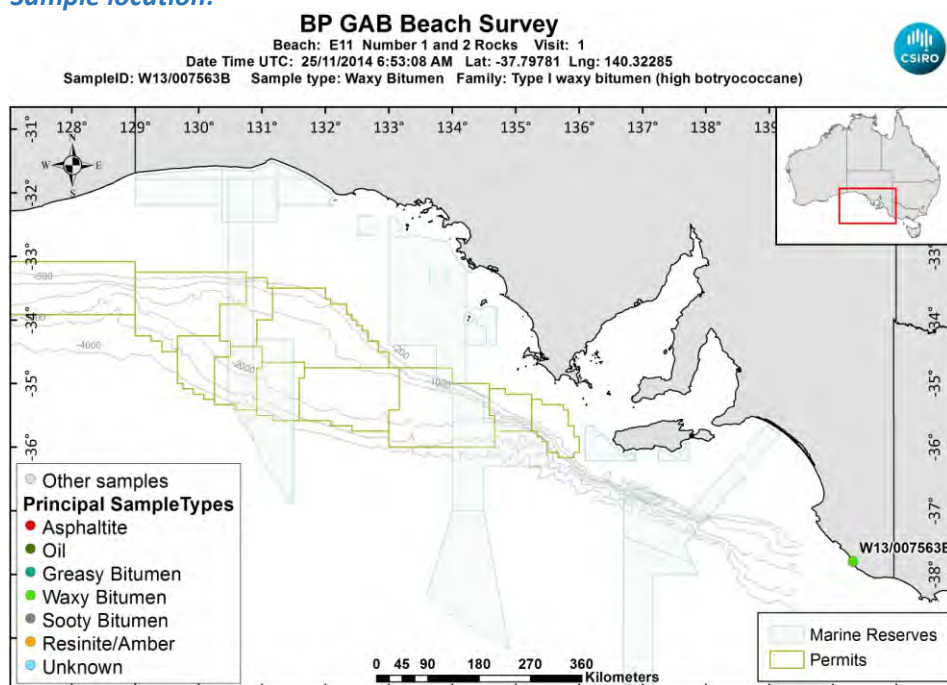 Sample location:
BP GAB Beach Survey
Beach: E11 Number 1 and 2 Rocks Visit: 1
Date Time UTC: 25/11/2014 6:53:08 AM Lat: -37.79781 Lng: 140.32285
SampleID: W13/007563B Sample type: Waxy Bitumen Family: Type I waxy bitumen (high botryococcane)
CSIRO
128° 129° 130° 131° 132° 133° 134° 135° 136° 137° 138° 139
-31°
-32°
-33°
-34°
-35°
-36°
-37°
-38°
-33°
-34°
-35°
-36°
-37°
-38°
N
W E
S
-200
-1000
-2000
-4000
W13/007563B
Other samples
Principal SampleTypes
Asphaltite
Oil
Greasy Bitumen
Waxy Bitumen
Sooty Bitumen
Resinite/Amber
Unknown
0 45 90 180 270 360
Kilometers
Marine Reserves
Permits